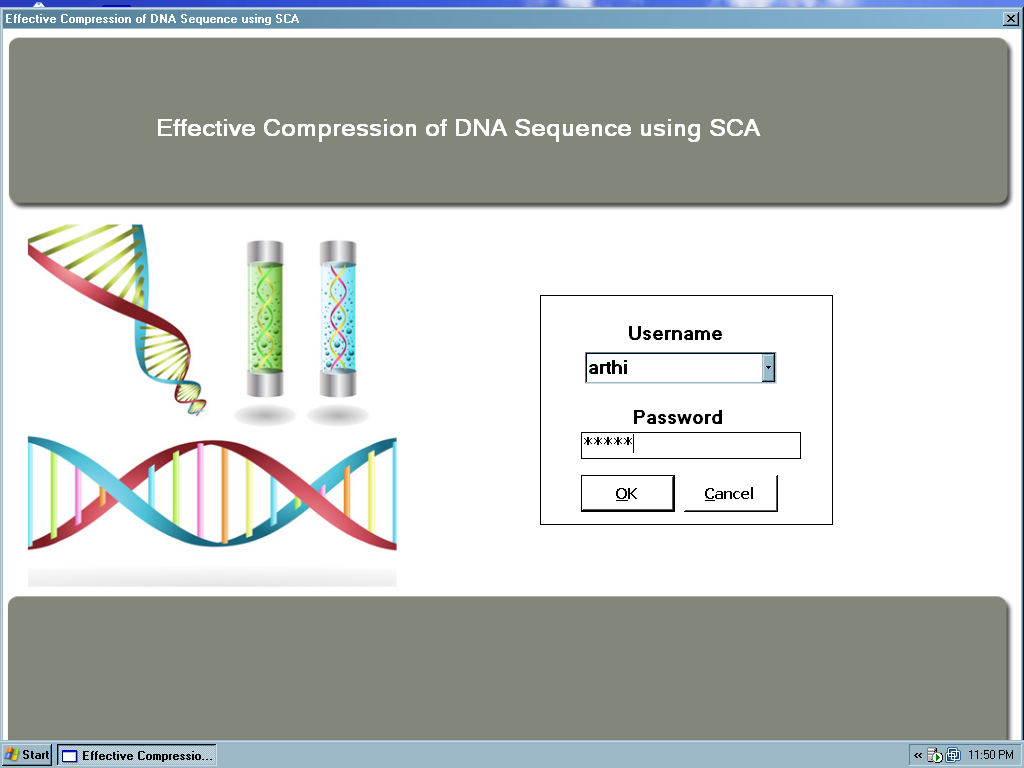 Effective Compression of DNA Sequence using SCA
Effective Compression of DNA Sequence using SCA
Username
arthi
Password
*****
OK
Cancel
Start
Effective Compressio...
«
11:50 PM